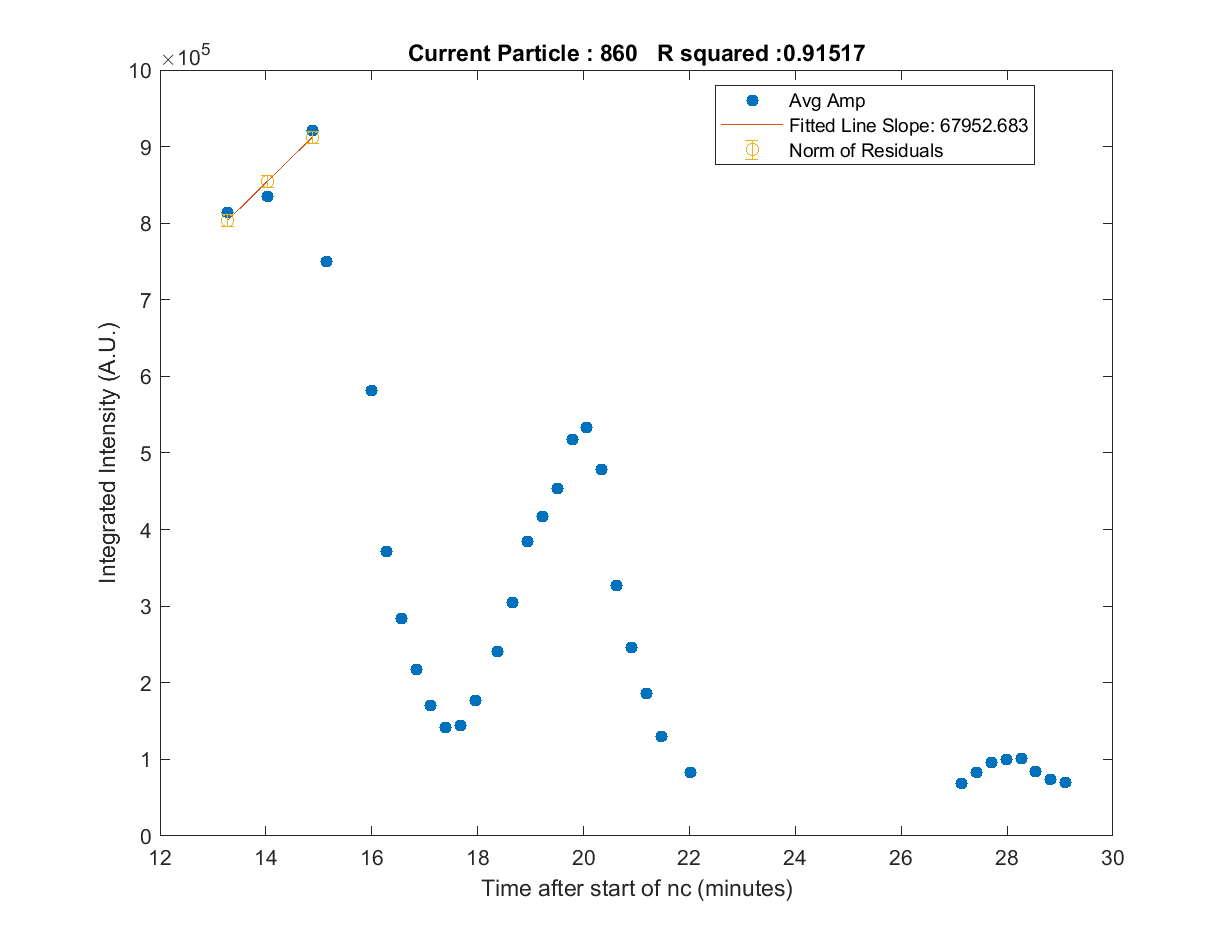 Current Particle : 860   R squared :0.91517
×10^5
10
9
8
7
6
5
4
3
2
1
0
Avg Amp
Fitted Line Slope: 67952.683
Norm of Residuals
Integrated Intensity (A.U.)
12 14 16 18 20 22 24 26 28 30
Time after start of nc (minutes)